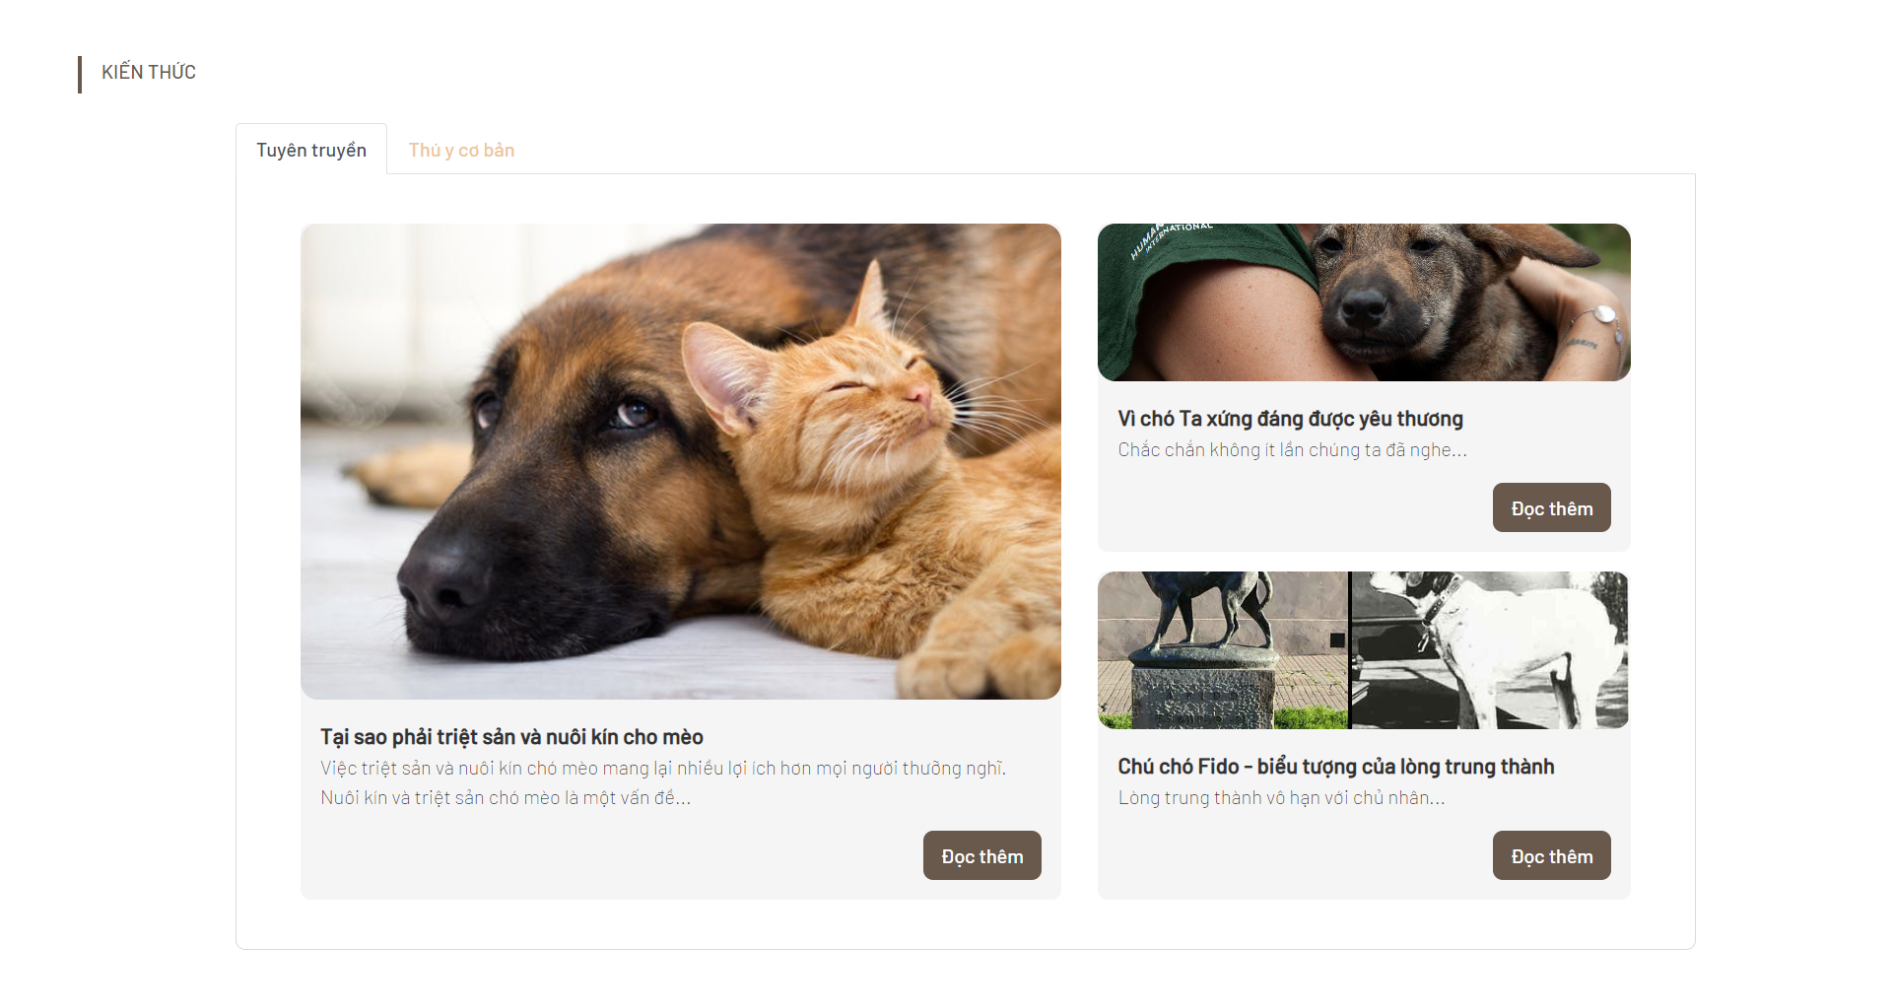 KIẾN THỨC
Tuyên truyền
Thú y cơ bản
HUMAN
INTERNATIONAL
Tại sao phải triệt sản và nuôi kín chó mèo
Việc triệt sản và nuôi kín chó mèo mang lại nhiều lợi ích hơn mọi người thường nghĩ.
Nuôi kín và triệt sản chó mèo là một vấn đề...
Đọc thêm
Vì chó Ta xứng đáng được yêu thương
Chắc chắn không ít lần chúng ta đã nghe...
Đọc thêm
Chú chó Fido - biểu tượng của lòng trung thành
Lòng trung thành vô hạn với chủ nhân...
Đọc thêm